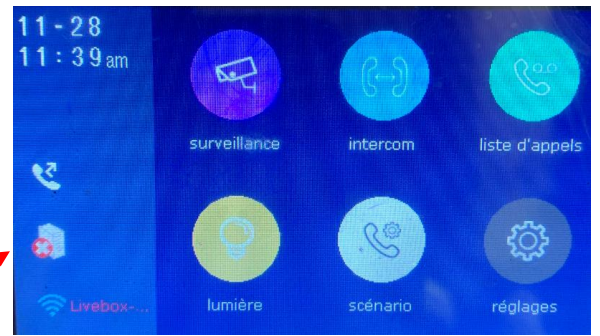 11-28
11:39am
surveillance
intercom
liste d'appels
lumière
scénario
réglages
Livebox-...